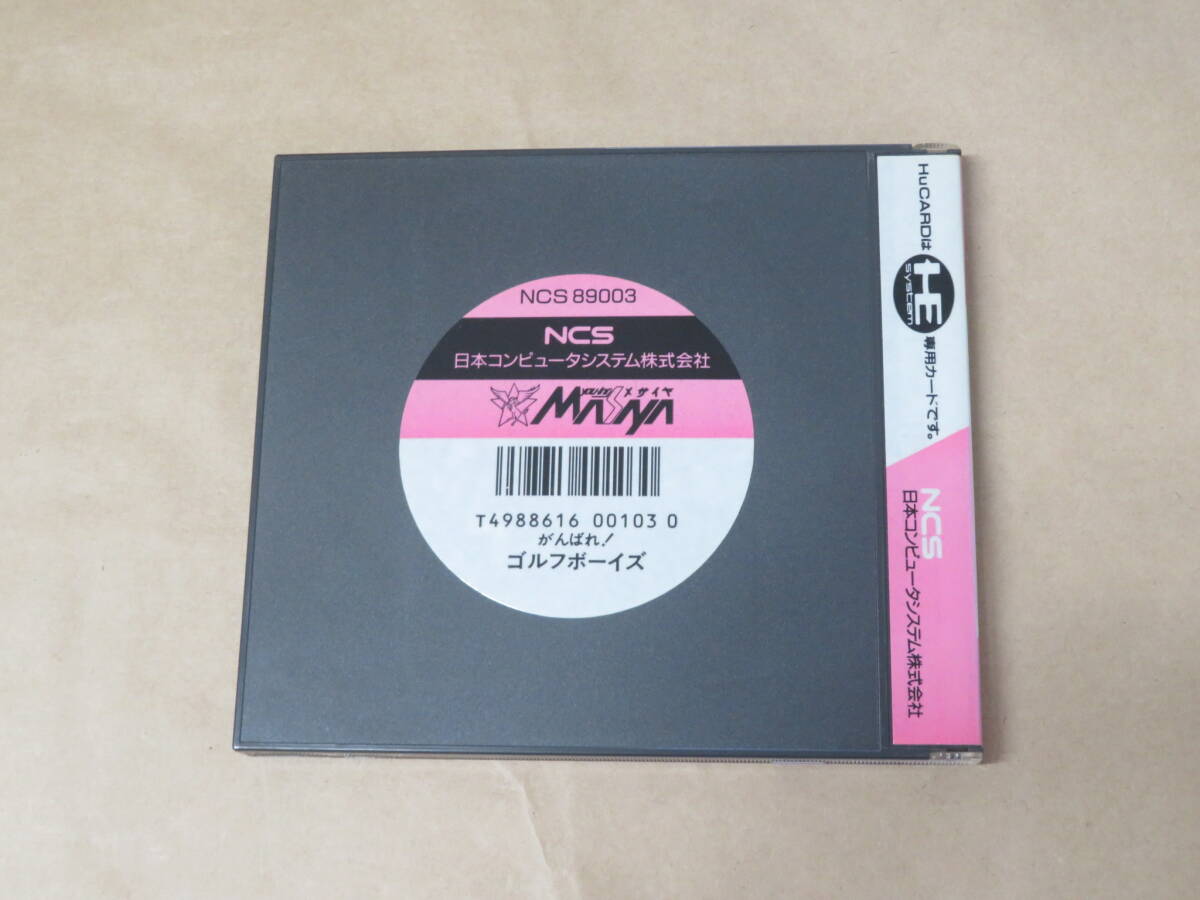 NCS 89003
NCS
日本コンピュータシステム株式会社
メサイヤ
MASAYA
T4988616 00103 0
がんばれ!
ゴルフボーイズ
HuCARDは HE system 専用カードです。
NCS
日本コンピュータシステム株式会社